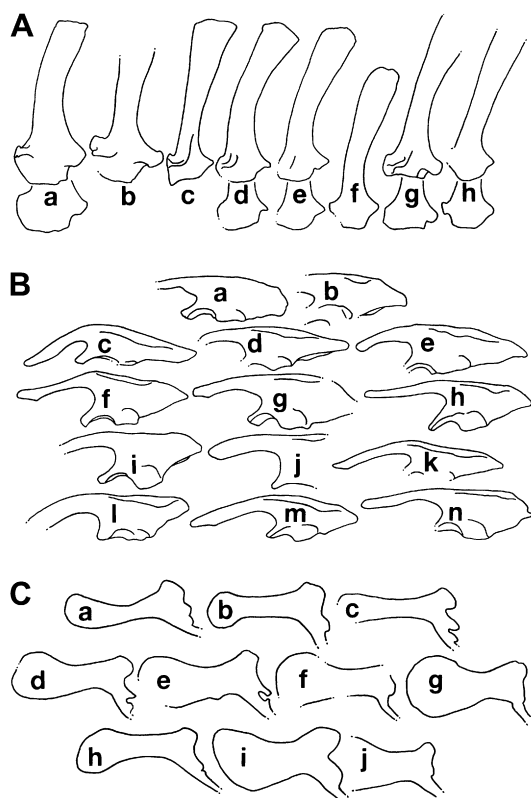 A
a b c d e f g h
B
a b
c d e
f g h
i j k
l m n
C
a b c
d e f g
h i j